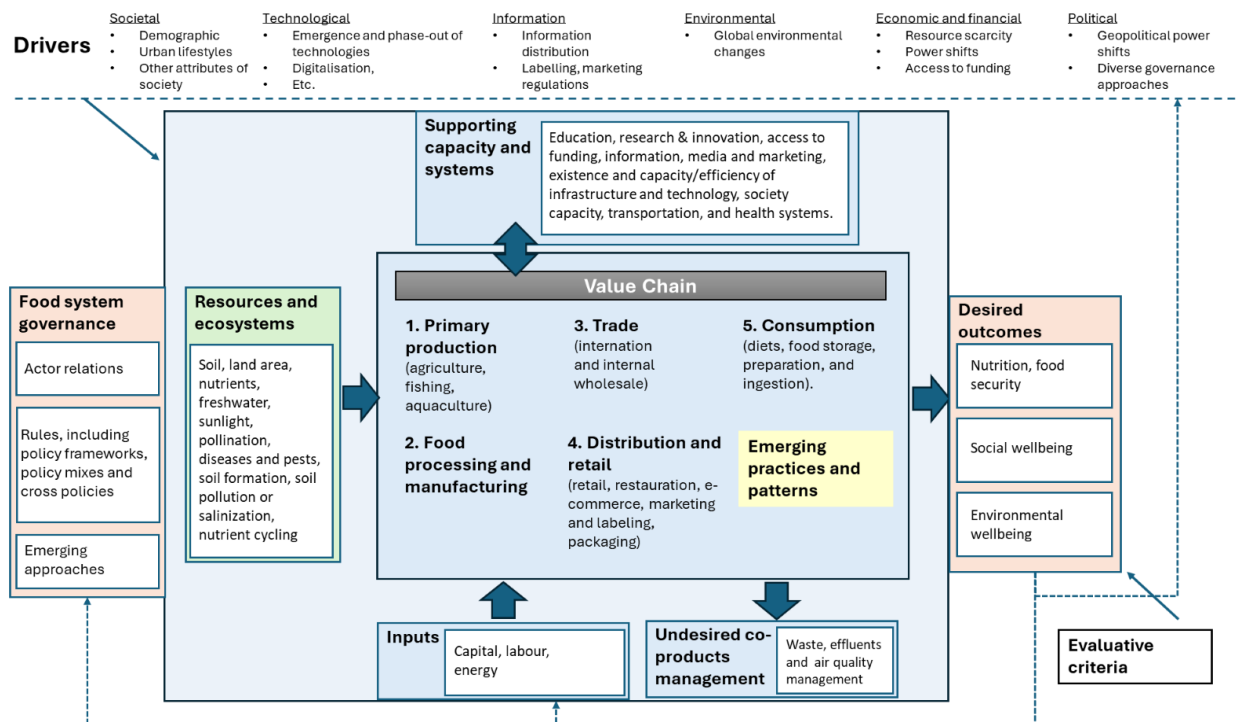 Drivers
Societal
• Demographic
• Urban lifestyles
• Other attributes of
society
Technological
• Emergence and phase-out of
technologies
• Digitalisation,
• Etc.
Information
• Information
distribution
• Labelling, marketing
regulations
Environmental
• Global environmental
changes
Economic and financial
• Resource scarcity
• Power shifts
• Access to funding
Political
• Geopolitical power
shifts
• Diverse governance
approaches
Supporting
capacity and
systems
Education, research & innovation, access to
funding, information, media and marketing,
existence and capacity/efficiency of
infrastructure and technology, society
capacity, transportation, and health systems.
Food system
governance
Actor relations
Rules, including
policy frameworks,
policy mixes and
cross policies
Emerging
approaches
Resources and
ecosystems
Soil, land area,
nutrients,
freshwater,
sunlight,
pollination,
diseases and pests,
soil formation, soil
pollution or
salinization,
nutrient cycling
Value Chain
1. Primary
production
(agriculture,
fishing,
aquaculture)
2. Food
processing and
manufacturing
3. Trade
(internation
and internal
wholesale)
4. Distribution and
retail
(retail, restauration, e-
commerce, marketing
and labeling,
packaging)
5. Consumption
(diets, food storage,
preparation, and
ingestion).
Emerging
practices and
patterns
Desired
outcomes
Nutrition, food
security
Social wellbeing
Environmental
wellbeing
Inputs
Capital, labour,
energy
Undesired co-
products
management
Waste, effluents
and air quality
management
Evaluative
criteria